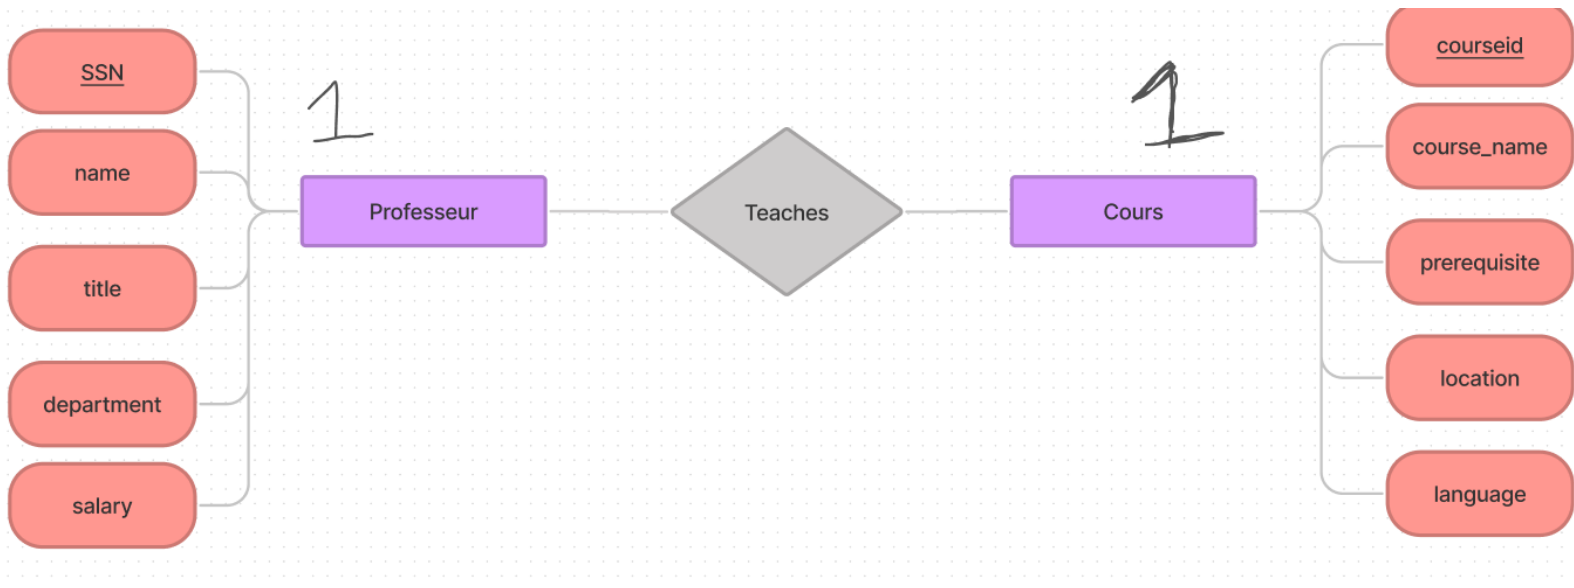 SSN
name
title
department
salary
1
Professeur
Teaches
1
Cours
courseid
course_name
prerequisite
location
language